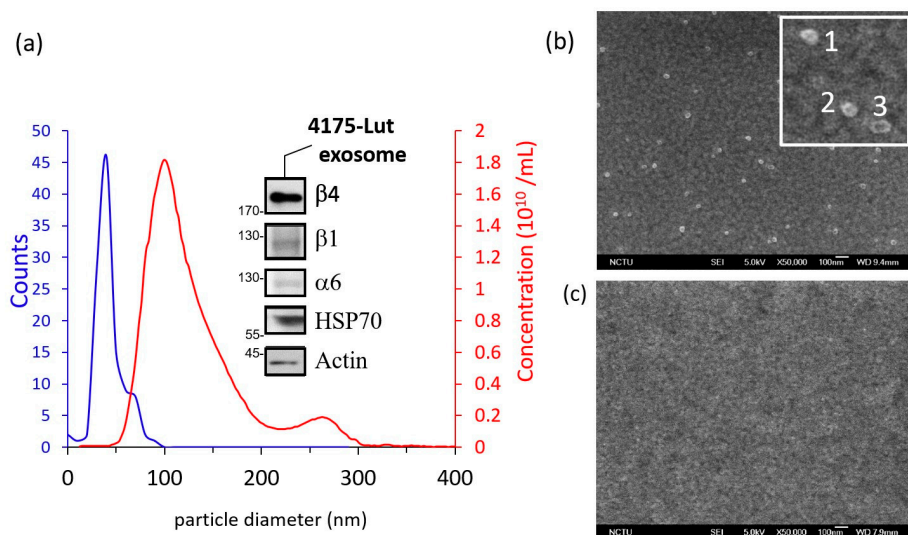 (a)
4175-Lut
exosome
170-
β4
130-
β1
130-
α6
HSP70
55-
45-
Actin
Counts
50
45
40
35
30
25
20
15
10
5
0
0
100
200
300
400
particle diameter (nm)
2
1.8
1.6
1.4
1.2
1
0.8
0.6
0.4
0.2
0
Concentration (10¹⁰ /mL)
(b)
1
2
3
NCTU SEI 5.0kV X50,000 100nm WD 9.4mm
(c)
NCTU SEI 5.0kV X50,000 100nm WD 7.9mm